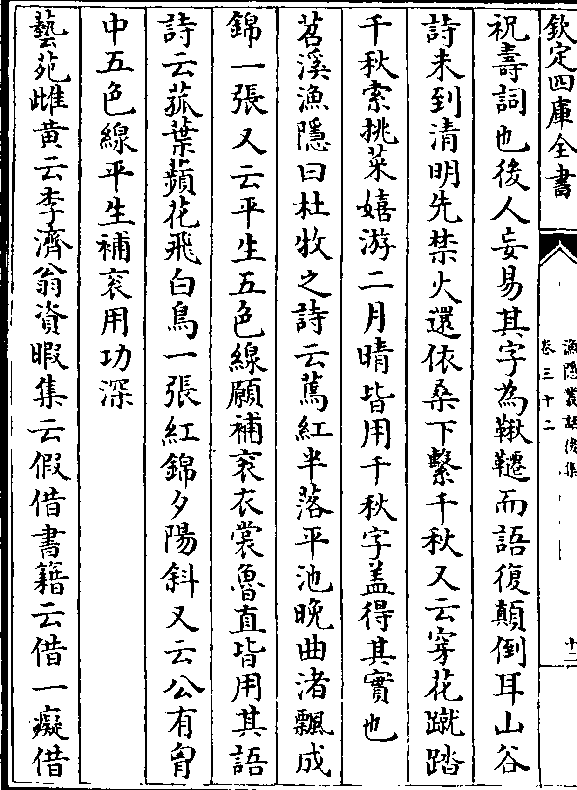 欽定四庫全書
漁隱叢話後集
卷三十二
十二
祝壽詞也後人妄易其字為鞦韆而語復顛倒耳山谷
詩未到清明先禁火還依桑下繫千秋又云穿花蹴踏
千秋索挑菜嬉游二月晴皆用千秋字盖得其實也
苕溪漁隱曰杜牧之詩云蔫紅半落平池晚曲渚飄成
錦一張又云平生五色線願補衮衣裳魯直皆用其語
詩云菰葉蘋花飛白鳥一張紅錦夕陽斜又云公有胷
中五色線平生補衮用功深
藝苑雌黄云李濟翁資暇集云假借書籍云借一癡借